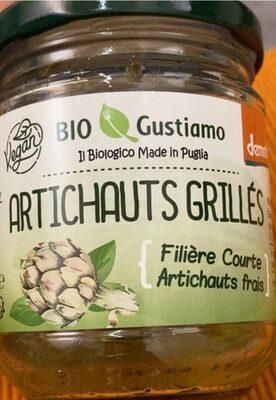 Vegan
BIO Gustiamo
Il Biologico Made in Puglia
ARTICHAUTS GRILLÉS
Filière Courte
Artichauts frais